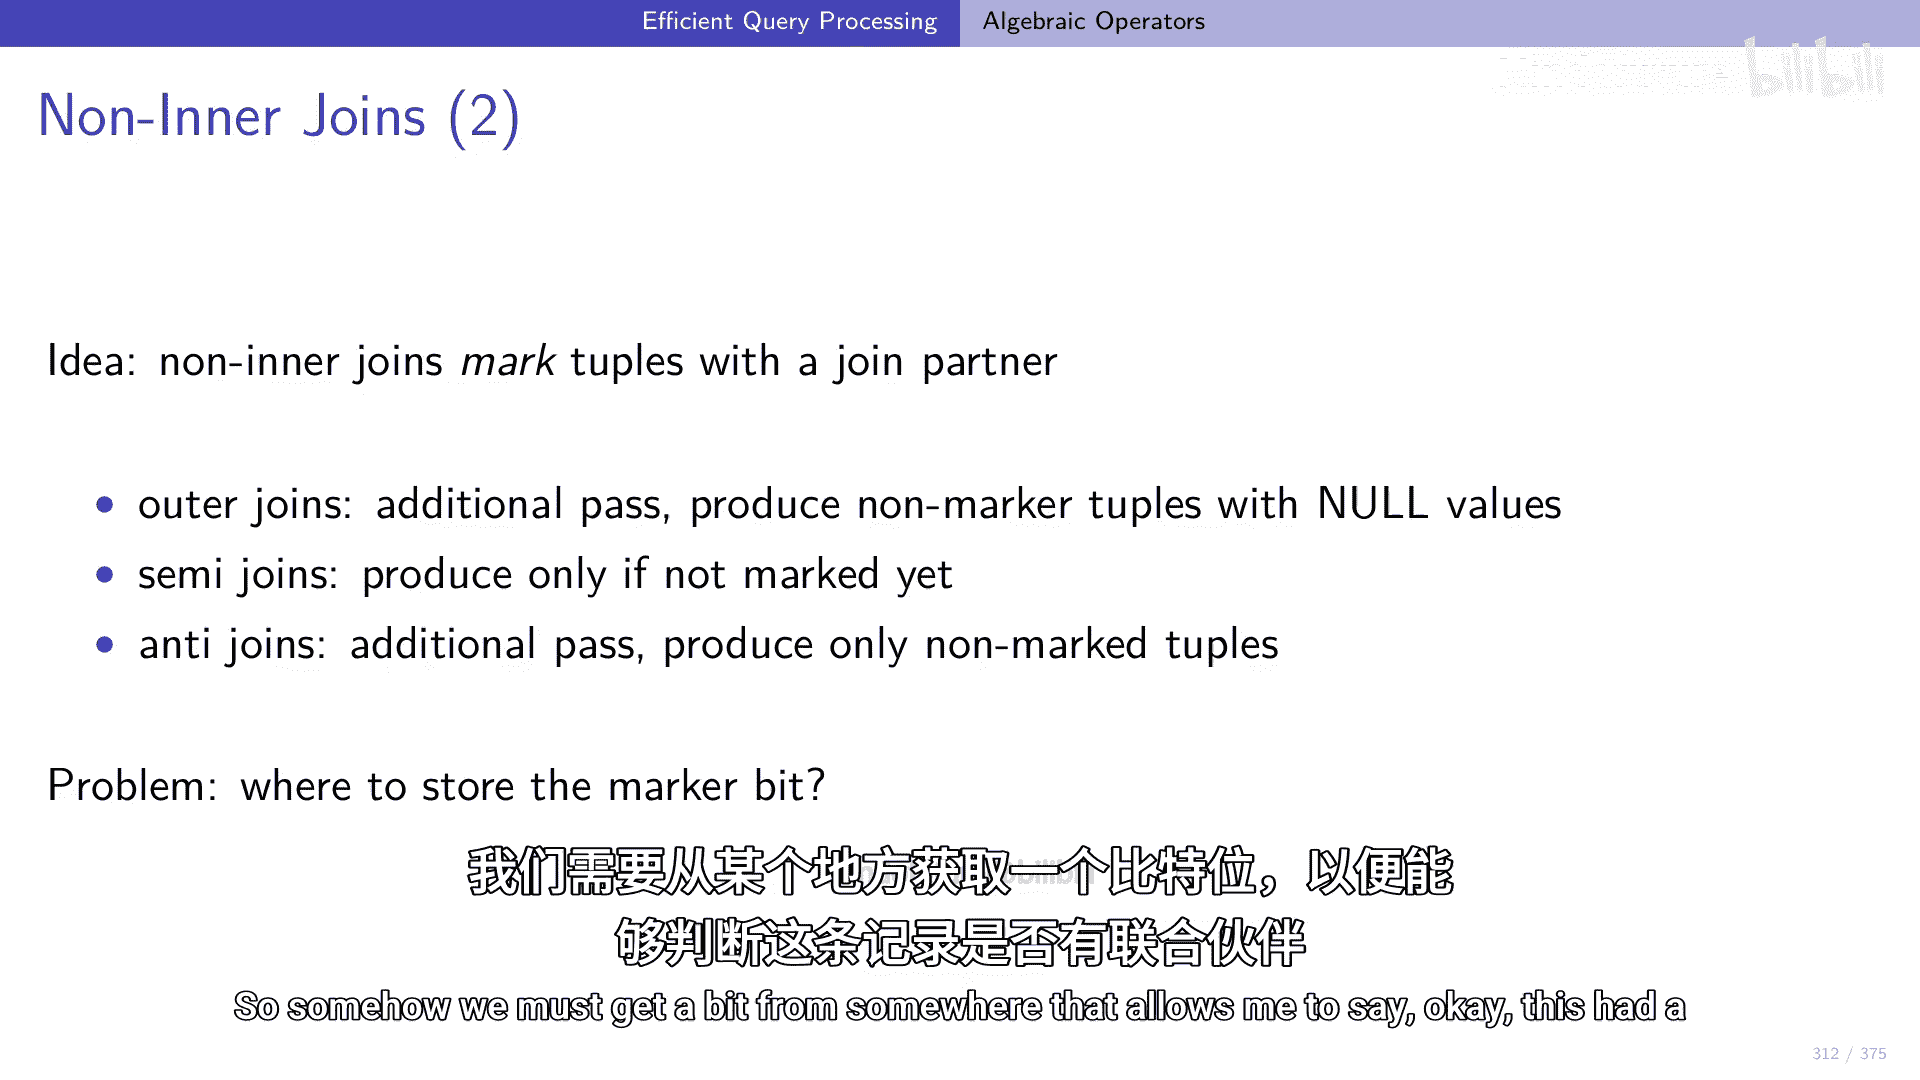 Efficient Query Processing
Algebraic Operators
bilibili
Non-Inner Joins (2)
Idea: non-inner joins mark tuples with a join partner
• outer joins: additional pass, produce non-marker tuples with NULL values
• semi joins: produce only if not marked yet
• anti joins: additional pass, produce only non-marked tuples
Problem: where to store the marker bit?
我们需要从某个地方获取一个比特位，以便能
够判断这条记录是否有联合伙伴
So somehow we must get a bit from somewhere that allows me to say, okay, this had a
312 / 375